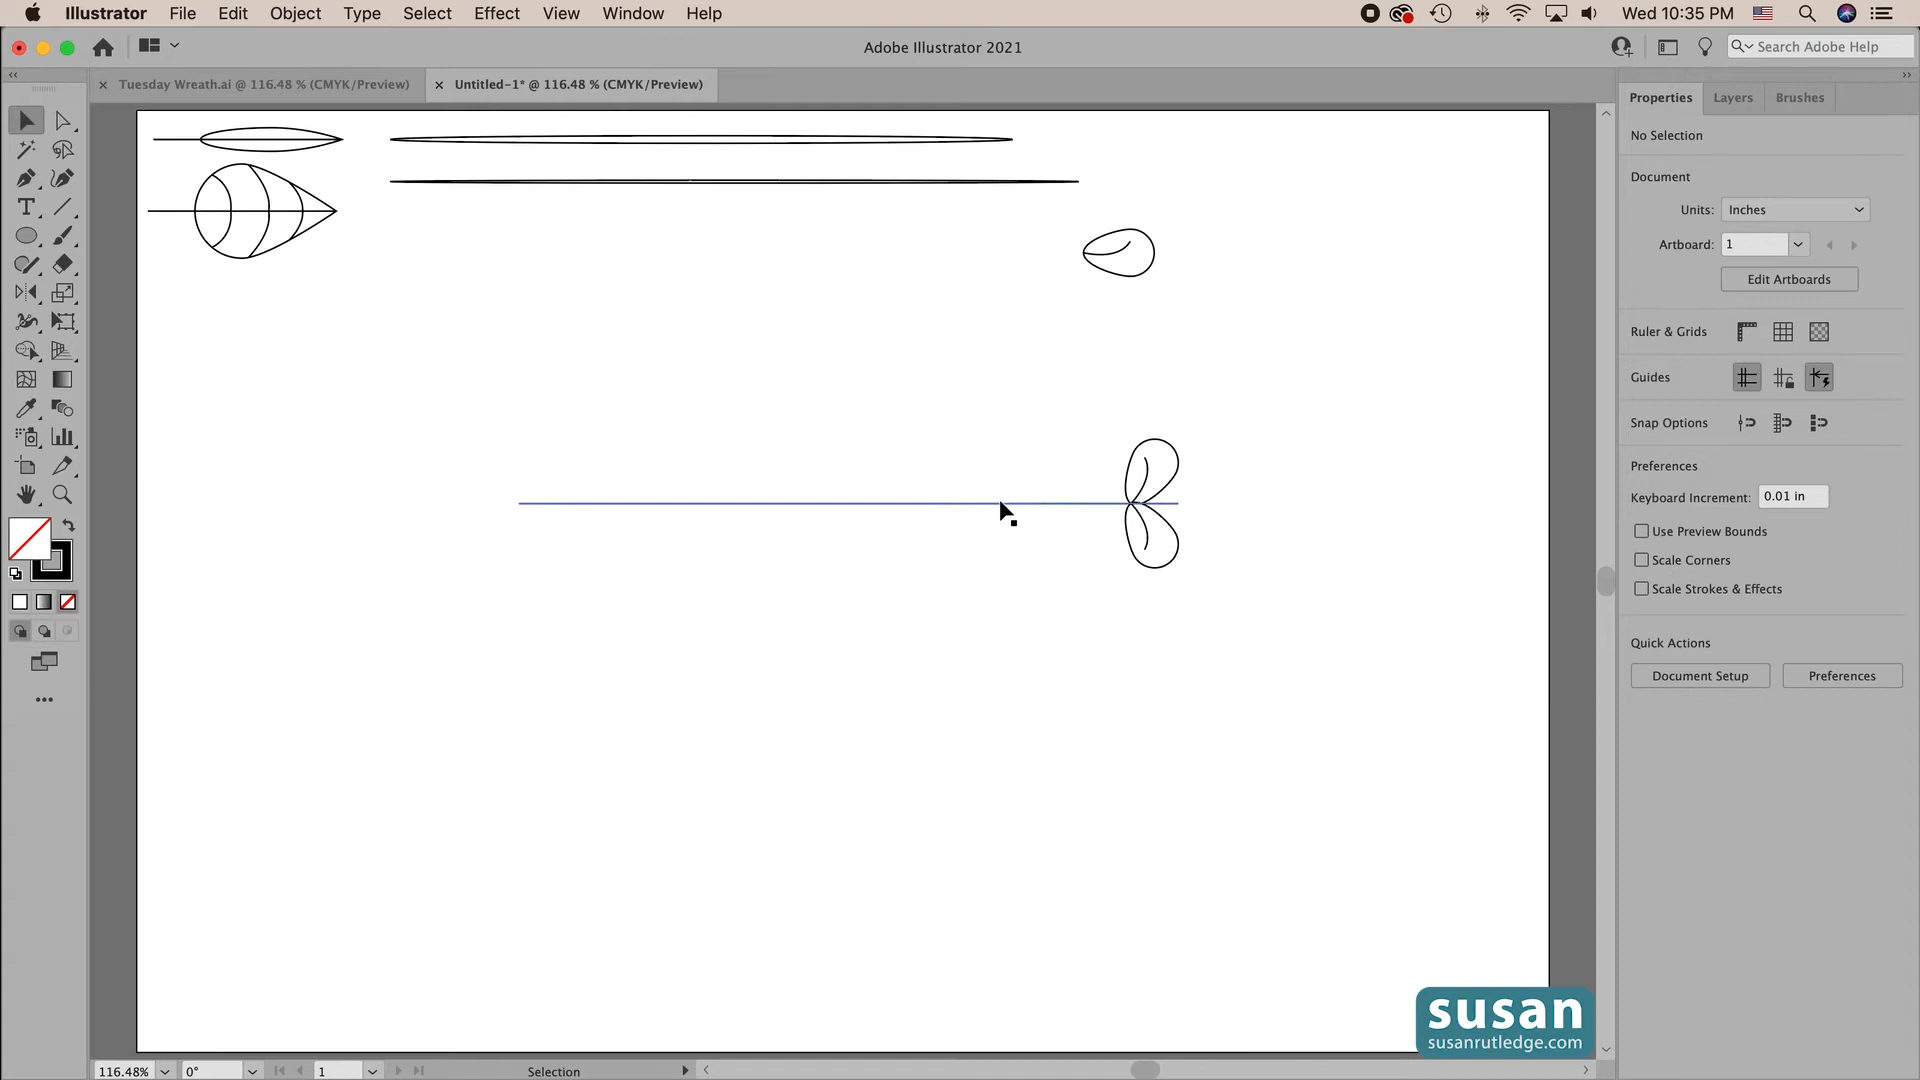 Illustrator File Edit Object Type Select Effect View Window Help Wed 10:35 PM
Adobe Illustrator 2021
Search Adobe Help
Tuesday Wreath.ai @ 116.48 % (CMYK/Preview)
Untitled-1* @ 116.48 % (CMYK/Preview)
Properties Layers Brushes
No Selection
Document
Units: Inches
Artboard: 1
Edit Artboards
Ruler & Grids
Guides
Snap Options
Preferences
Keyboard Increment: 0.01 in
Use Preview Bounds
Scale Corners
Scale Strokes & Effects
Quick Actions
Document Setup Preferences
susan
susanrutledge.com
116.48% 0° 1 Selection